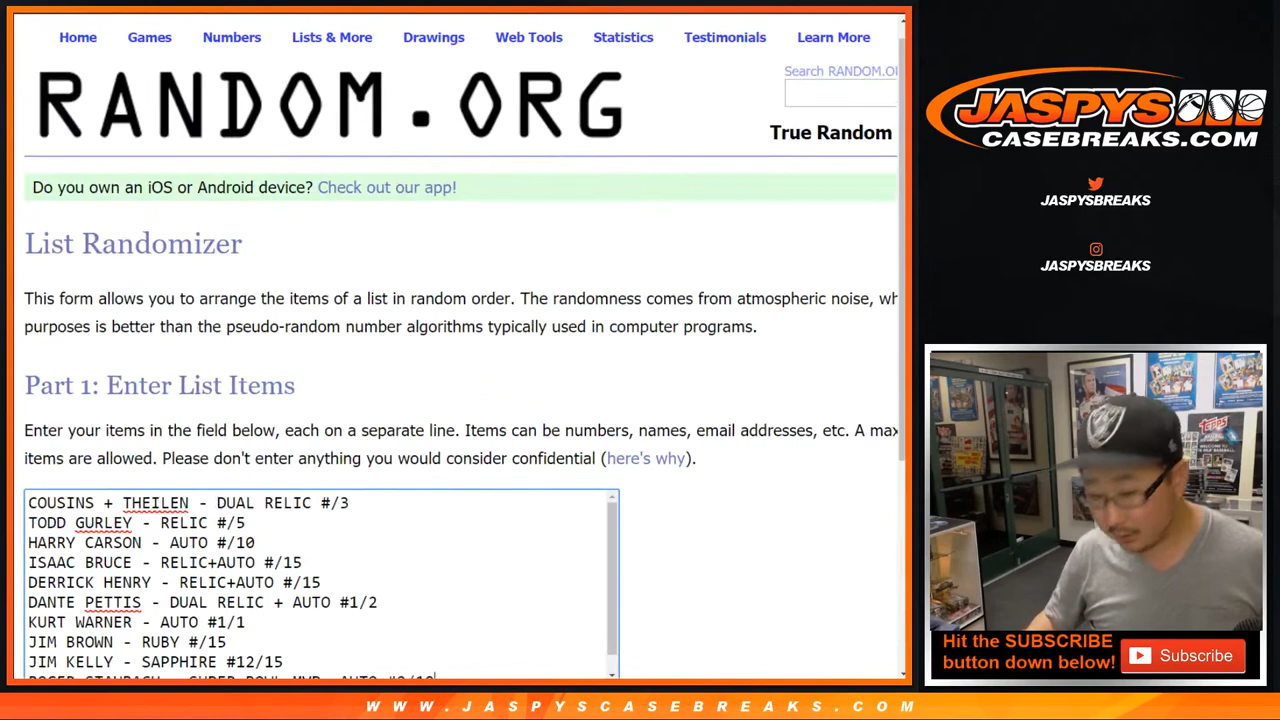 Home Games Numbers Lists & More Drawings Web Tools Statistics Testimonials Learn More
RANDOM.ORG
Search RANDOM.O
True Random
Do you own an iOS or Android device? Check out our app!
List Randomizer
This form allows you to arrange the items of a list in random order. The randomness comes from atmospheric noise, wh
purposes is better than the pseudo-random number algorithms typically used in computer programs.
Part 1: Enter List Items
Enter your items in the field below, each on a separate line. Items can be numbers, names, email addresses, etc. A max
items are allowed. Please don't enter anything you would consider confidential (here's why).
COUSINS + THEILEN - DUAL RELIC #/3
TODD GURLEY - RELIC #/5
HARRY CARSON - AUTO #/10
ISAAC BRUCE - RELIC+AUTO #/15
DERRICK HENRY - RELIC+AUTO #/15
DANTE PETTIS - DUAL RELIC + AUTO #1/2
KURT WARNER - AUTO #1/1
JIM BROWN - RUBY #/15
JIM KELLY - SAPPHIRE #12/15
JASPYS
CASEBREAKS.COM
JASPYSBREAKS
JASPYSBREAKS
TOPPS
Hit the SUBSCRIBE
button down below!
Subscribe
WWW.JASPYSCASEBREAKS.COM